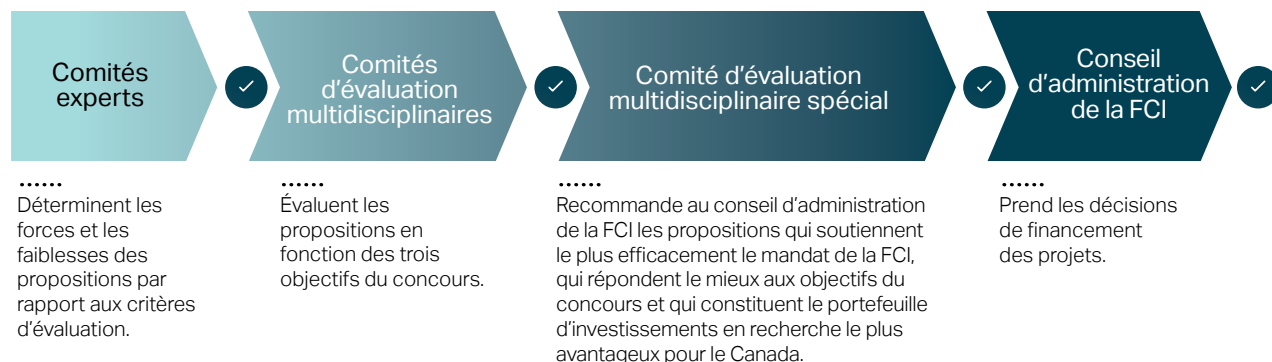 Comités
experts
Comités
d'évaluation
multidisciplinaires
Comité d'évaluation
multidisciplinaire spécial
Conseil
d'administration
de la FCI
......
Déterminent les
forces et les
faiblesses des
propositions par
rapport aux critères
d'évaluation.
......
Évaluent les
propositions en
fonction des trois
objectifs du concours.
......
Recommande au conseil d'administration
de la FCI les propositions qui soutiennent
le plus efficacement le mandat de la FCI,
qui répondent le mieux aux objectifs du
concours et qui constituent le portefeuille
d'investissements en recherche le plus
avantageux pour le Canada.
......
Prend les décisions
de financement
des projets.